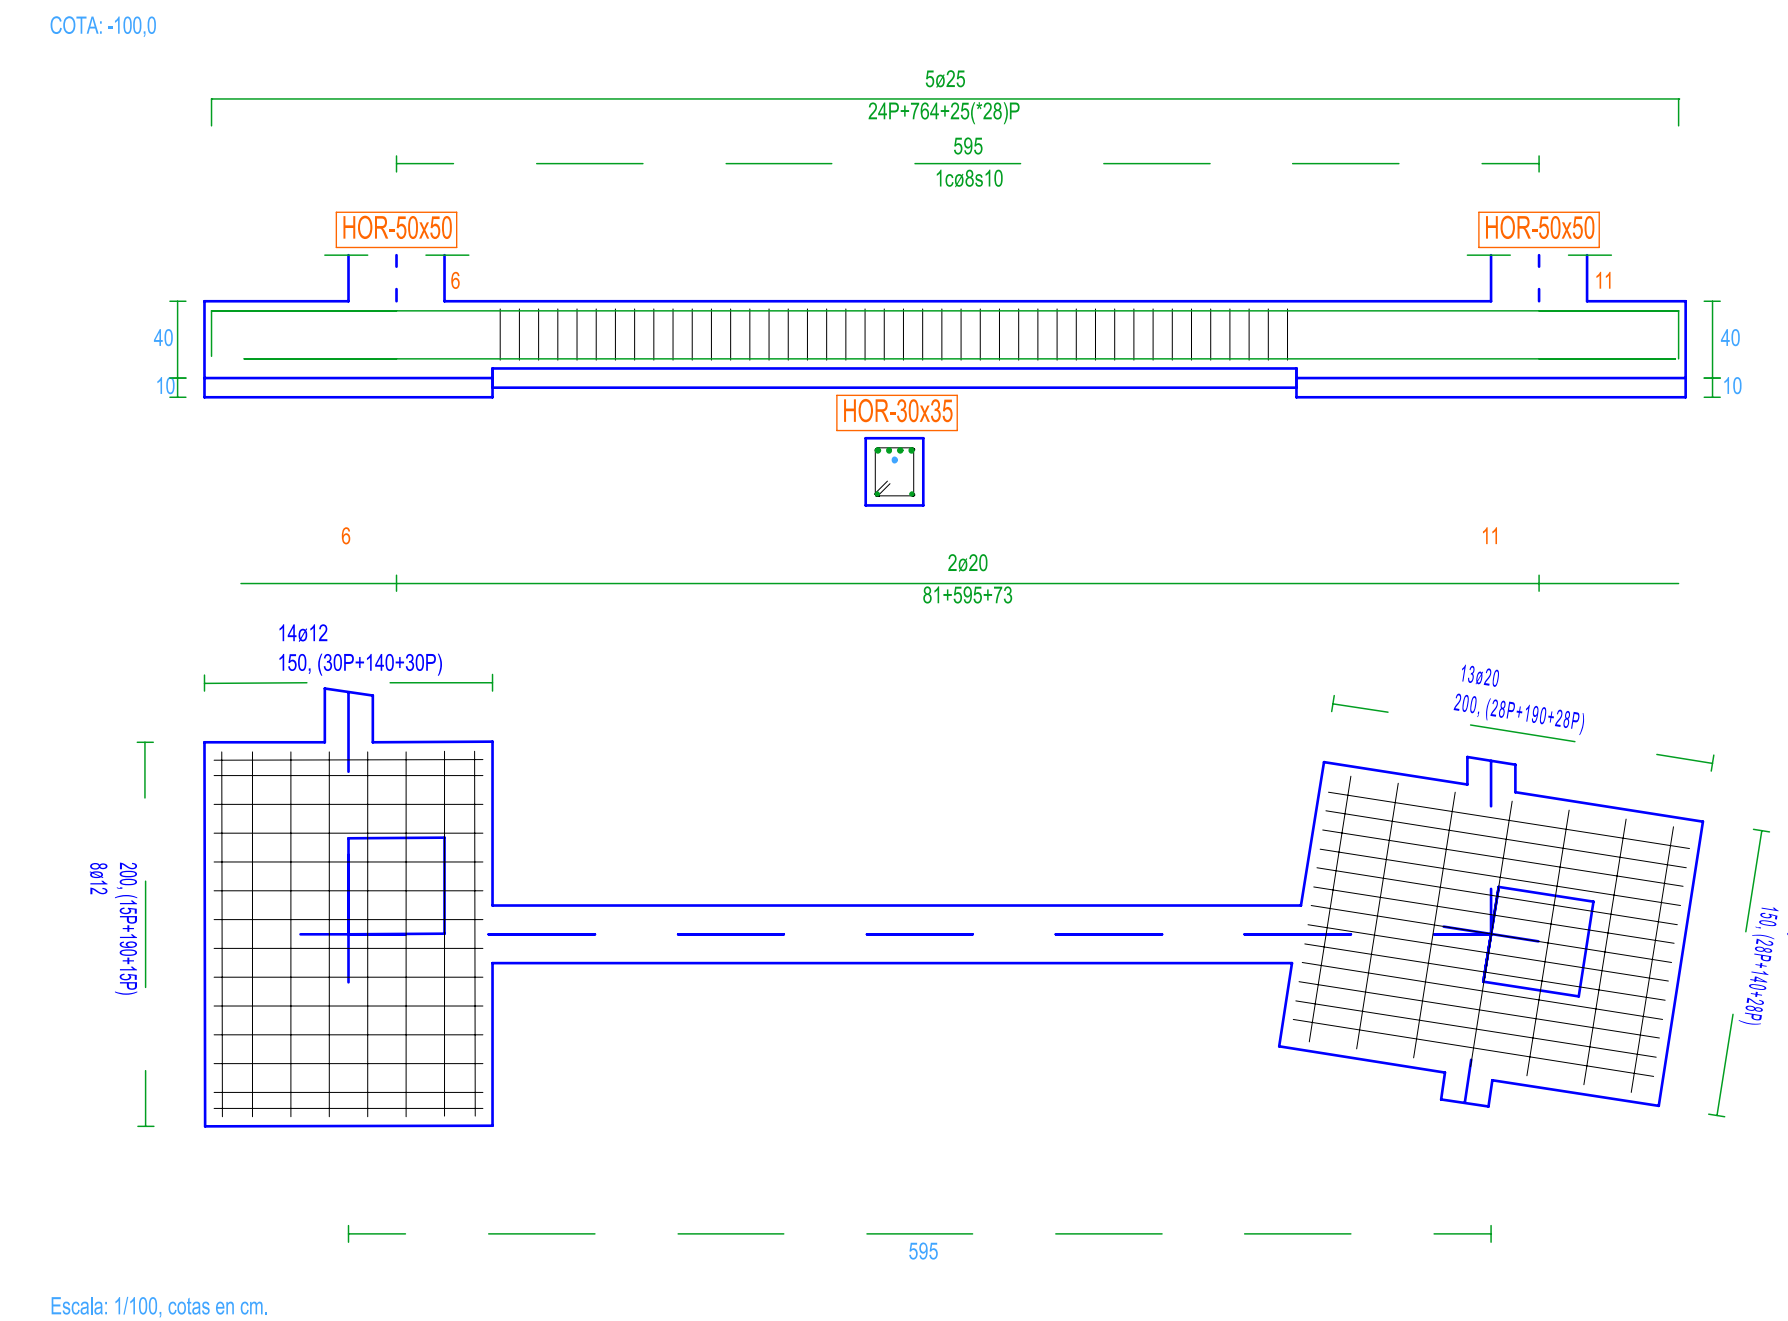 COTA: -100,0
5ø25
24P+764+25(*28)P
595
1cø8s10
HOR-50x50
HOR-50x50
6
11
40
40
10
10
HOR-30x35
6
11
2ø20
81+595+73
14ø12
150, (30P+140+30P)
13ø20
200, (28P+190+28P)
200, (15P+190+15P)
8ø12
150, (28P+140+28P)
595
Escala: 1/100, cotas en cm.